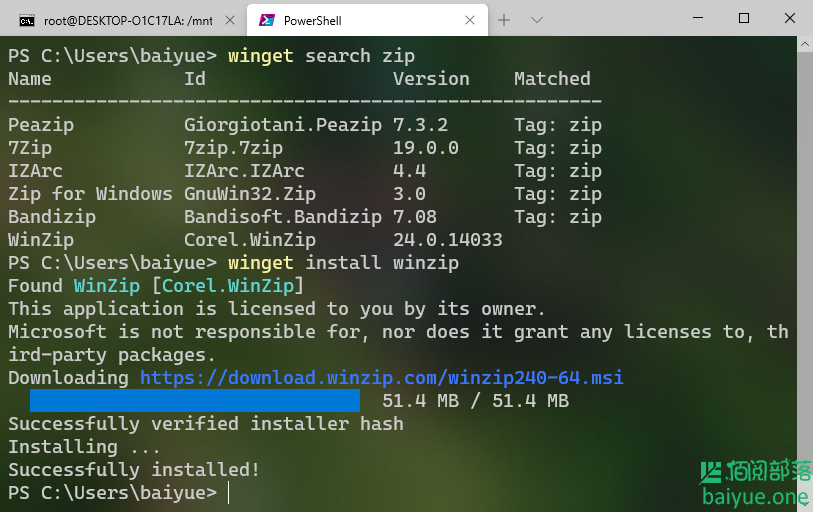 root@DESKTOP-O1C17LA: /mnt
PowerShell
PS C:\Users\baiyue> winget search zip
Name Id Version Matched
------------------------------------------------------
Peazip Giorgiotani.Peazip 7.3.2 Tag: zip
7Zip 7zip.7zip 19.0.0 Tag: zip
IZArc IZArc.IZArc 4.4 Tag: zip
Zip for Windows GnuWin32.Zip 3.0 Tag: zip
Bandizip Bandisoft.Bandizip 7.08 Tag: zip
WinZip Corel.WinZip 24.0.14033
PS C:\Users\baiyue> winget install winzip
Found WinZip [Corel.WinZip]
This application is licensed to you by its owner.
Microsoft is not responsible for, nor does it grant any licenses to, th
ird-party packages.
Downloading https://download.winzip.com/winzip240-64.msi
51.4 MB / 51.4 MB
Successfully verified installer hash
Installing ...
Successfully installed!
PS C:\Users\baiyue>
佰阅部落
baiyue.one